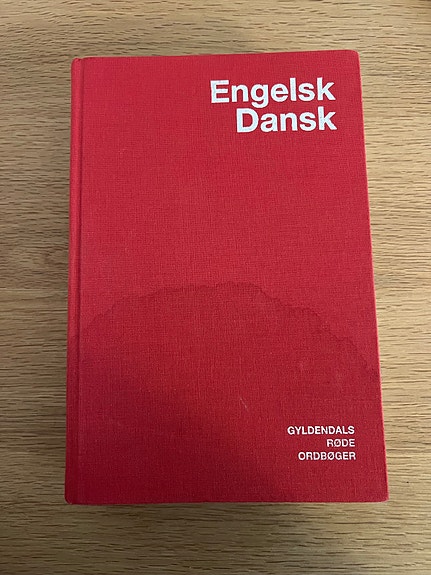 Engelsk
Dansk
GYLDENDALS
RØDE
ORDBØGER